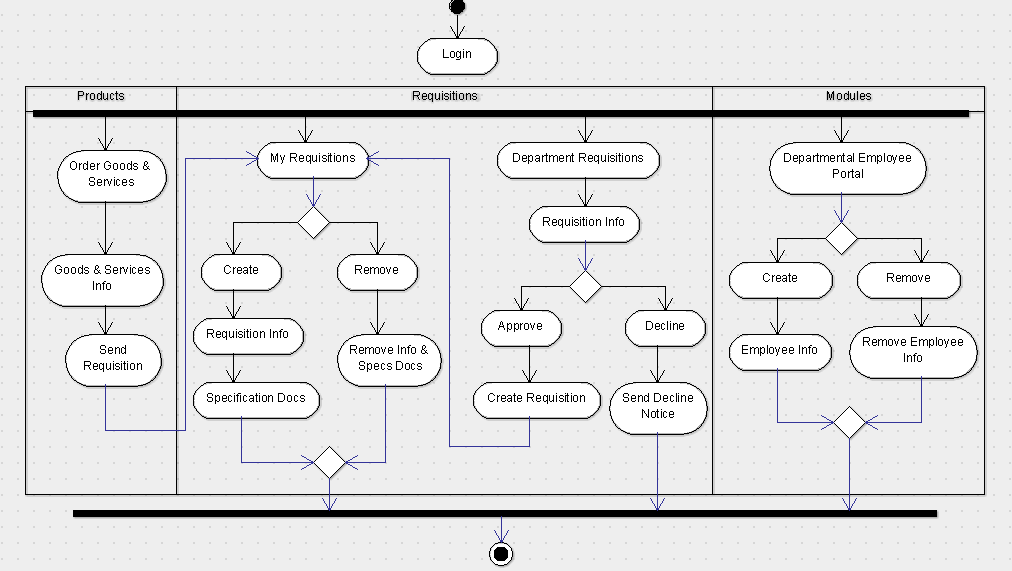 Login
Products
Requisitions
Modules
Order Goods &
Services
My Requisitions
Department Requisitions
Departmental Employee
Portal
Requisition Info
Goods & Services
Info
Create
Remove
Create
Remove
Send
Requisition
Requisition Info
Remove Info &
Specs Docs
Approve
Decline
Employee Info
Remove Employee
Info
Specification Docs
Create Requisition
Send Decline
Notice